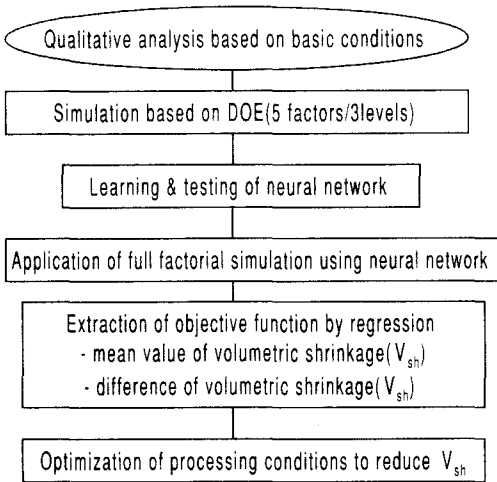 Qualitative analysis based on basic conditions
Simulation based on DOE(5 factors/3levels)
Learning & testing of neural network
Application of full factorial simulation using neural network
Extraction of objective function by regression
- mean value of volumetric shrinkage(Vsh)
- difference of volumetric shrinkage(Vsh)
Optimization of processing conditions to reduce Vsh